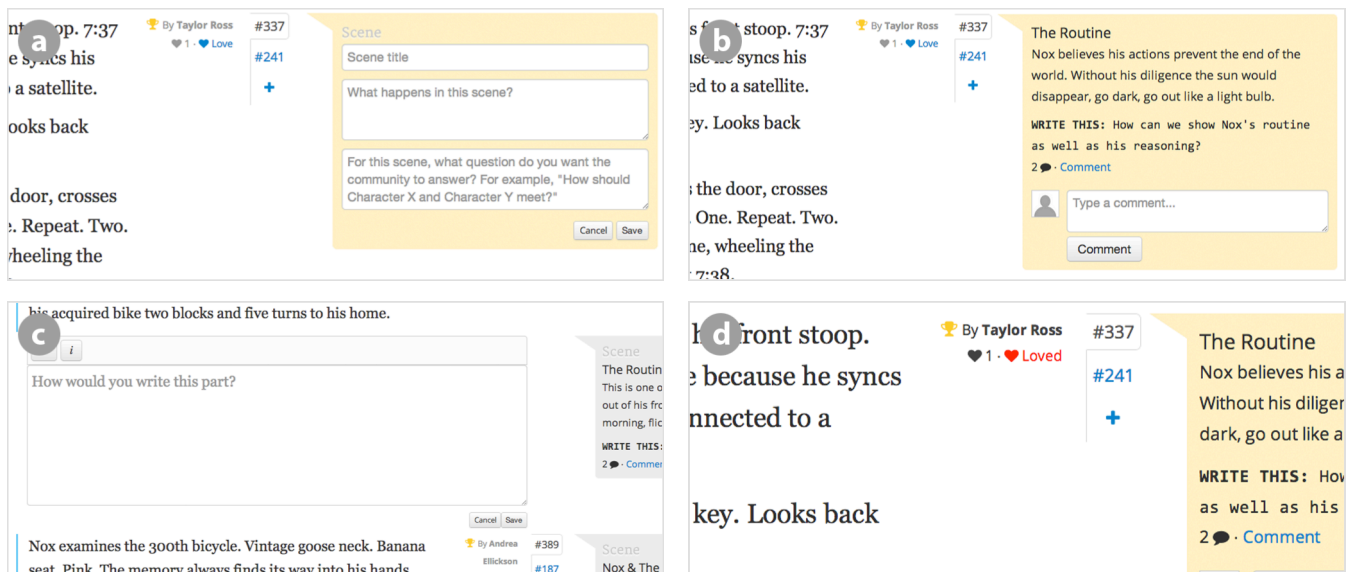 a
op. 7:37
By Taylor Ross
1 · Love
#337
#241
+
e syncs his
a satellite.
ooks back
door, crosses
e. Repeat. Two.
wheeling the
Scene
Scene title
What happens in this scene?
For this scene, what question do you want the
community to answer? For example, "How should
Character X and Character Y meet?"
Cancel Save
b
front stoop. 7:37
By Taylor Ross
1 · Love
#337
#241
+
use he syncs his
ed to a satellite.
ey. Looks back
s the door, crosses
One. Repeat. Two.
ne, wheeling the
7:38.
The Routine
Nox believes his actions prevent the end of the
world. Without his diligence the sun would
disappear, go dark, go out like a light bulb.
WRITE THIS: How can we show Nox's routine
as well as his reasoning?
2 · Comment
Type a comment...
Comment
c
his acquired bike two blocks and five turns to his home.
i
How would you write this part?
Cancel Save
Scene
The Routin
This is one o
out of his fro
morning, flic
WRITE THIS:
2 · Commer
Nox examines the 300th bicycle. Vintage goose neck. Banana
seat. Pink. The memory always finds its way into his hands
By Andrea
Ellickson
#389
#187
Scene
Nox & The
d
front stoop.
e because he syncs
nnected to a
key. Looks back
By Taylor Ross
1 · Loved
#337
#241
+
The Routine
Nox believes his a
Without his diliger
dark, go out like a
WRITE THIS: How
as well as his
2 · Comment